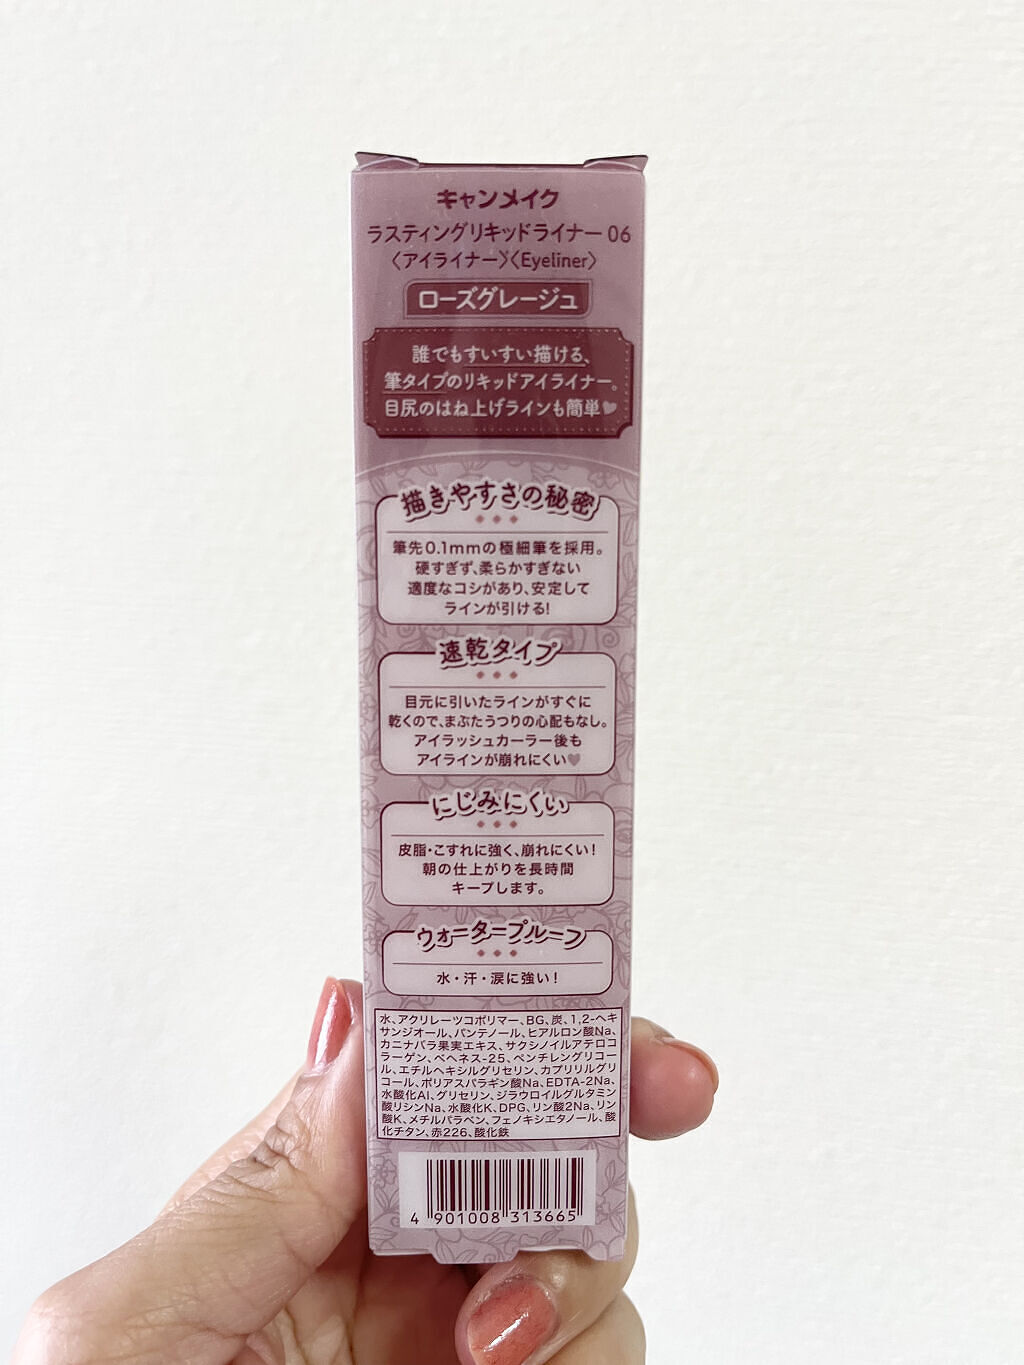 キャンメイク
ラスティングリキッドライナー 06
〈アイライナー〉〈Eyeliner〉
ローズグレージュ
誰でもすいすい描ける、
筆タイプのリキッドアイライナー。
目尻のはね上げラインも簡単♥
描きやすさの秘密
筆先0.1mmの極細筆を採用。
硬すぎず、柔らかすぎない
適度なコシがあり、安定して
ラインが引ける!
速乾タイプ
目元に引いたラインがすぐに
乾くので、まぶたうつりの心配もなし。
アイラッシュカーラー後も
アイラインが崩れにくい♥
にじみにくい
皮脂・こすれに強く、崩れにくい!
朝の仕上がりを長時間
キープします。
ウォータープルーフ
水・汗・涙に強い!
水、アクリレーツコポリマー、BG、炭、1,2-ヘキ
サンジオール、パンテノール、ヒアルロン酸Na、
カニナバラ果実エキス、サクシノイルアテロコ
ラーゲン、ベヘネス-25、ペンチレングリコー
ル、エチルヘキシルグリセリン、カプリリルグリ
コール、ポリアスパラギン酸Na、EDTA-2Na、
水酸化Al、グリセリン、ジラウロイルグルタミン
酸リシンNa、水酸化K、DPG、リン酸2Na、リン
酸K、メチルパラベン、フェノキシエタノール、酸
化チタン、赤226、酸化鉄
4 901008 313665